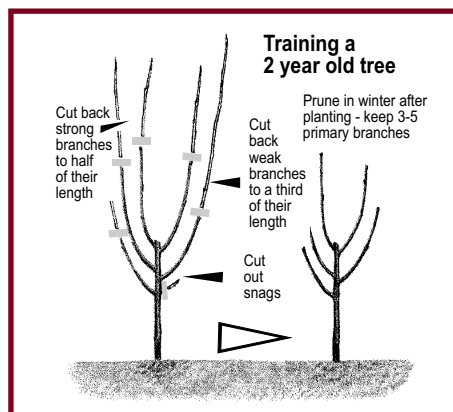 Training a
2 year old tree
Cut back
strong
branches
to half
of their
length
Cut
back
weak
branches
to a third
of their
length
Prune in winter after
planting - keep 3-5
primary branches
Cut
out
snags